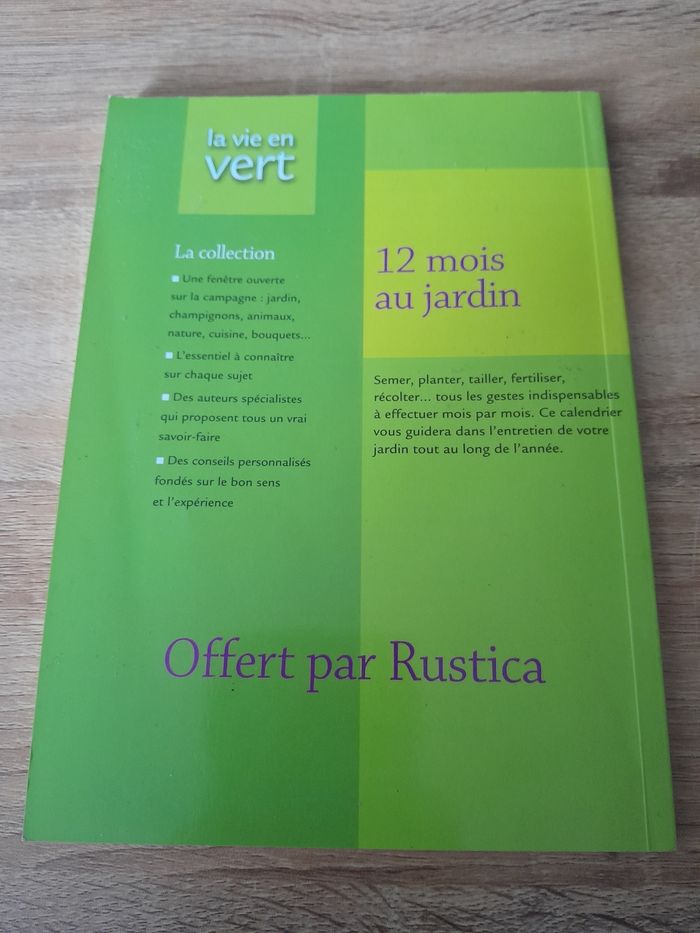 la vie en
vert
La collection
▪ Une fenêtre ouverte
sur la campagne : jardin,
champignons, animaux,
nature, cuisine, bouquets...
▪ L'essentiel à connaître
sur chaque sujet
▪ Des auteurs spécialistes
qui proposent tous un vrai
savoir-faire
▪ Des conseils personnalisés
fondés sur le bon sens
et l'expérience
12 mois
au jardin
Semer, planter, tailler, fertiliser,
récolter... tous les gestes indispensables
à effectuer mois par mois. Ce calendrier
vous guidera dans l'entretien de votre
jardin tout au long de l'année.
Offert par Rustica